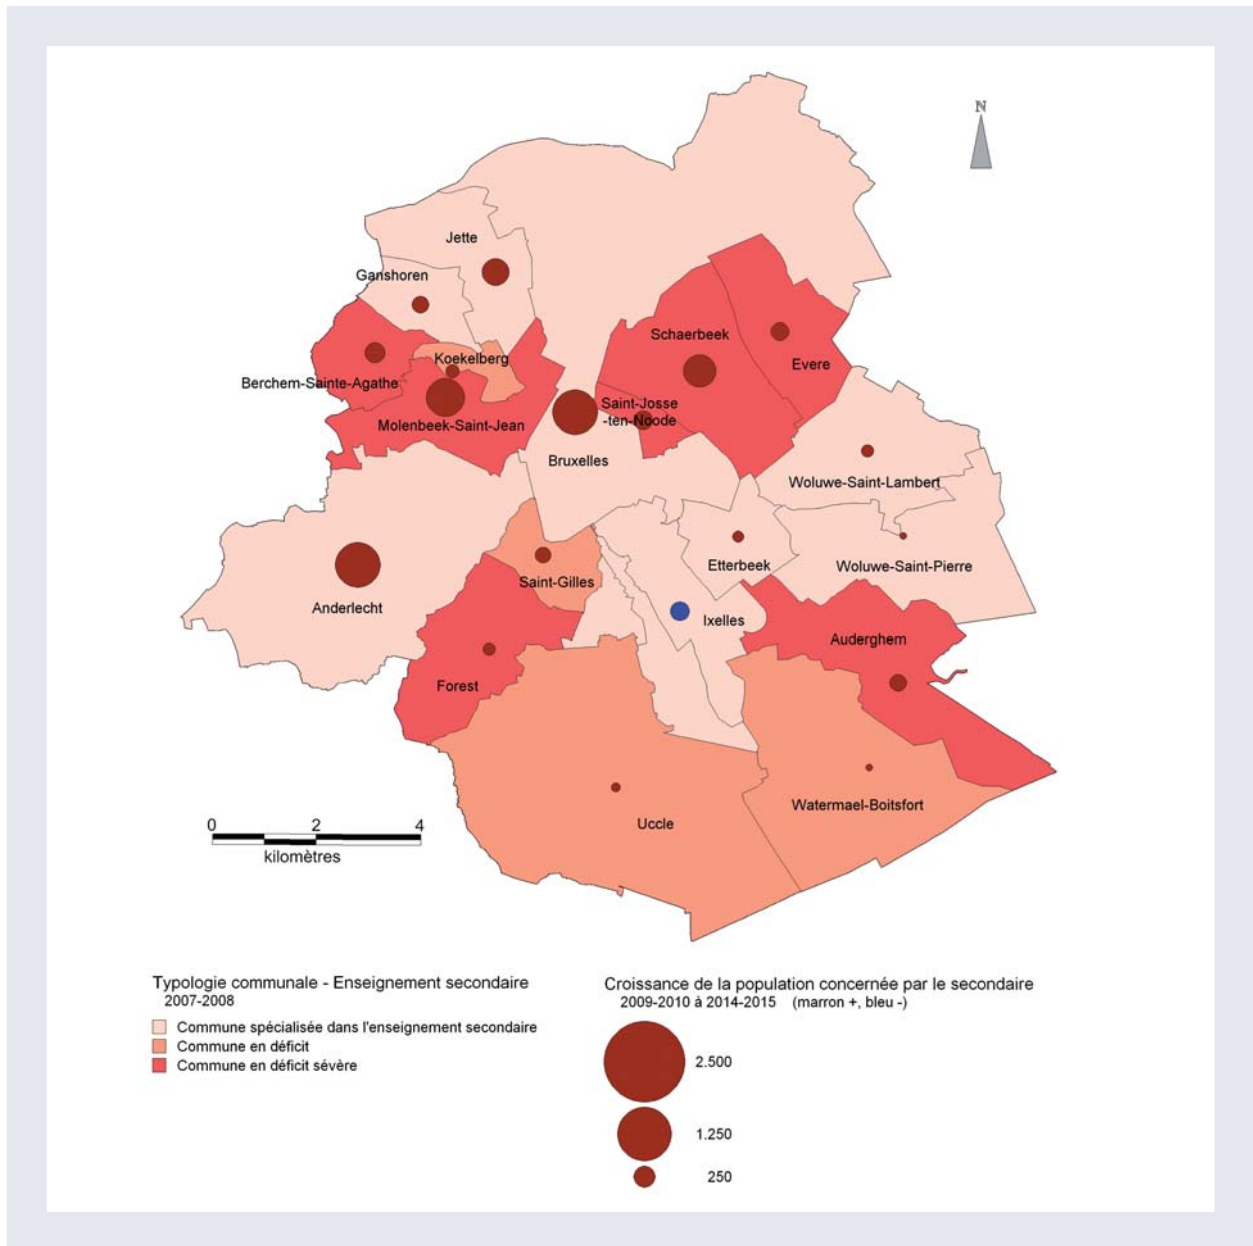 N
Jette
Ganshoren
Schaerbeek
Koekelberg
Evere
Berchem-Sainte-Agathe
Saint-Josse
-ten-Noode
Molenbeek-Saint-Jean
Bruxelles
Woluwe-Saint-Lambert
Etterbeek
Woluwe-Saint-Pierre
Saint-Gilles
Anderlecht
Ixelles
Auderghem
Forest
Watermael-Boitsfort
Uccle
0 2 4
kilomètres
Typologie communale - Enseignement secondaire
2007-2008
Commune spécialisée dans l'enseignement secondaire
Commune en déficit
Commune en déficit sévère
Croissance de la population concernée par le secondaire
2009-2010 à 2014-2015 (marron +, bleu -)
2.500
1.250
250